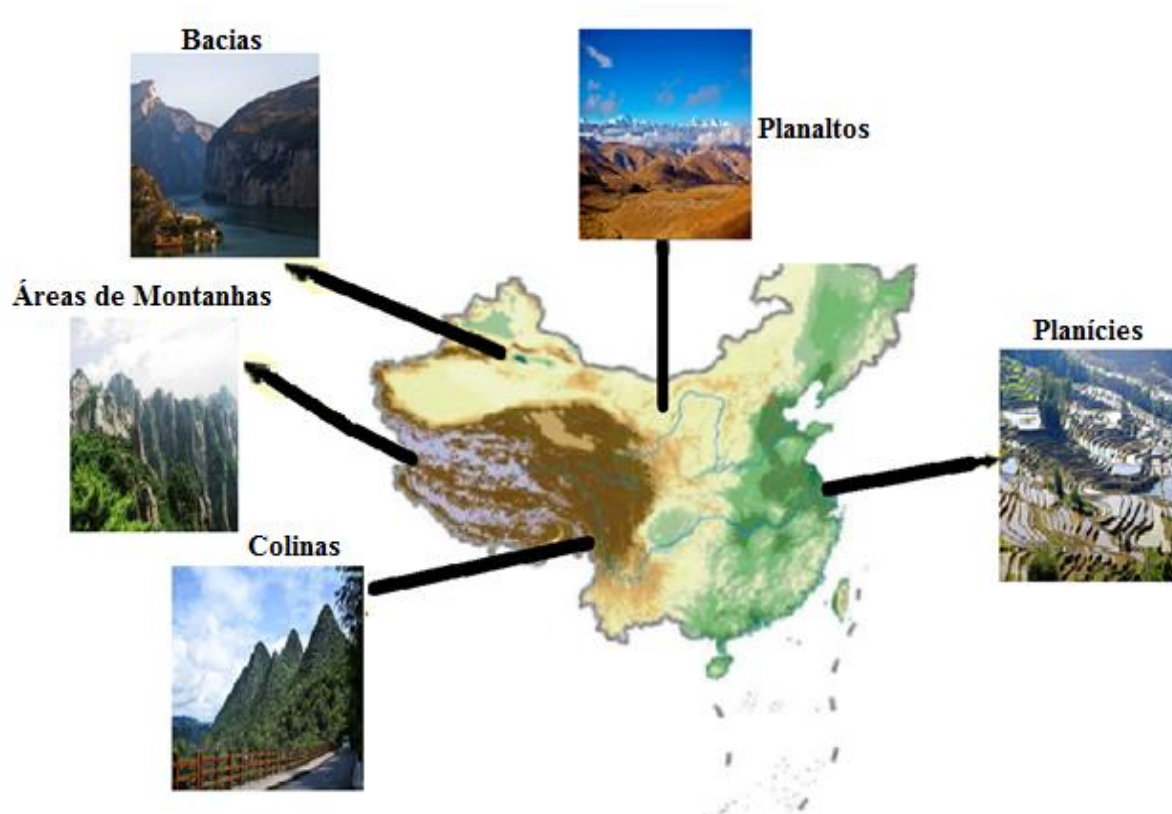 Bacias
Planaltos
Áreas de Montanhas
Planícies
Colinas